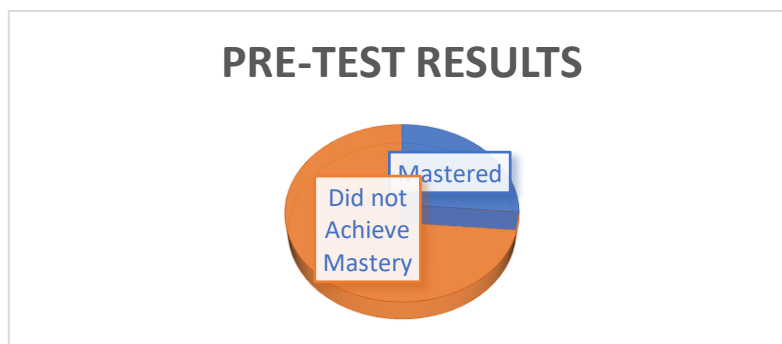 PRE-TEST RESULTS
Mastered
Did not
Achieve
Mastery